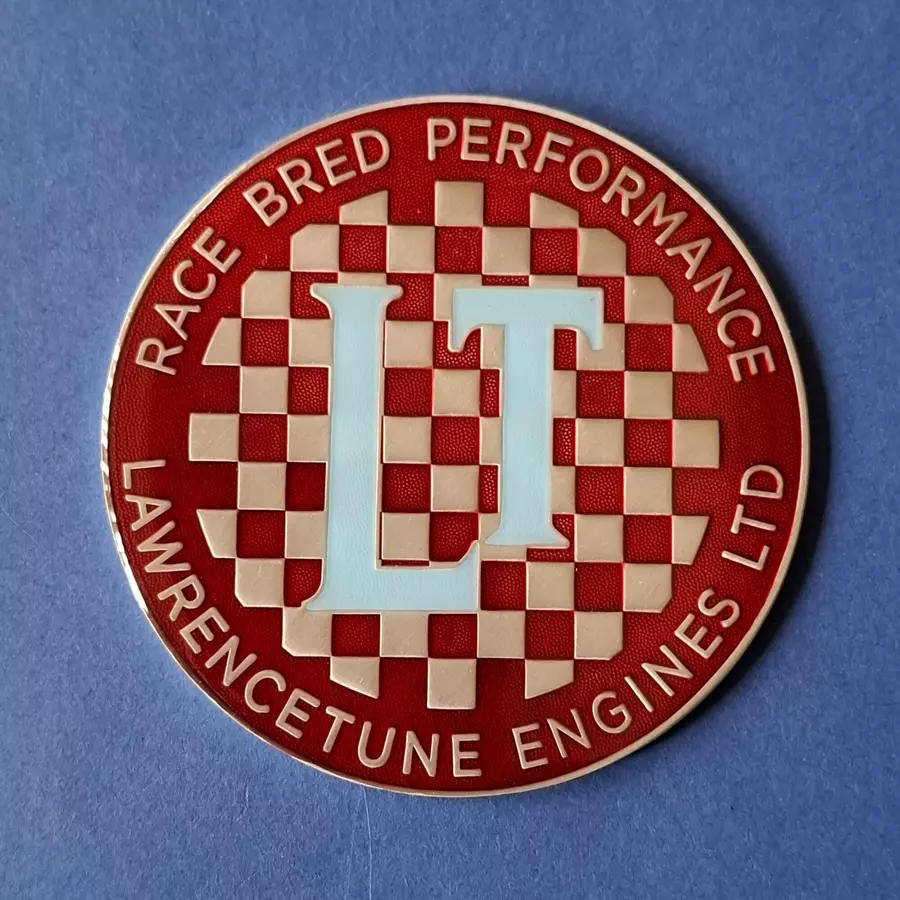 RACE BRED PERFORMANCE
LT
LAWRENCETUNE ENGINES LTD